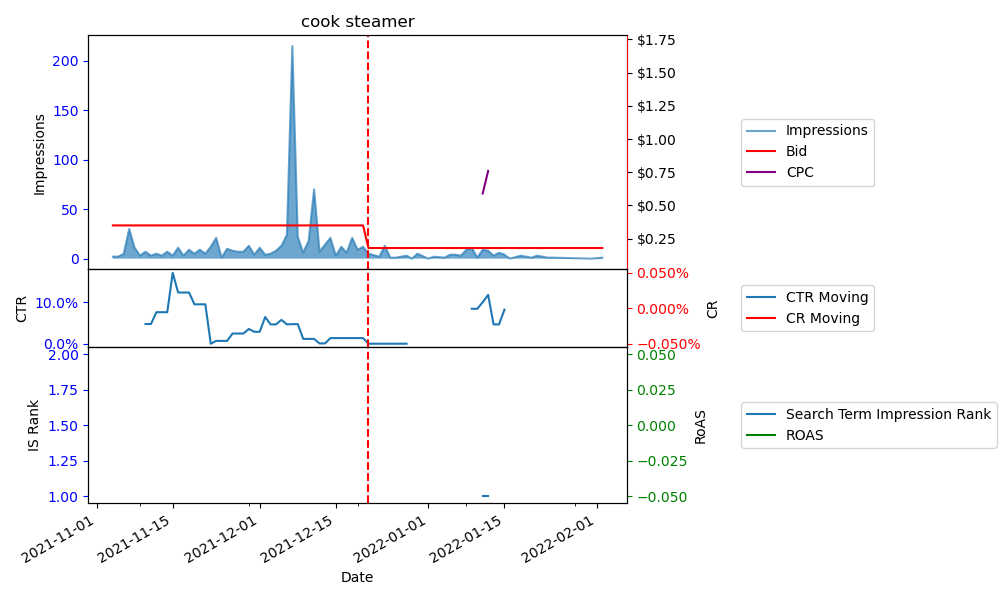 cook steamer
Impressions
200
150
100
50
0
$1.75
$1.50
$1.25
$1.00
$0.75
$0.50
$0.25
Impressions
Bid
CPC
CTR
10.0%
0.0%
0.050%
0.000%
−0.050%
CR
CTR Moving
CR Moving
IS Rank
2.00
1.75
1.50
1.25
1.00
0.050
0.025
0.000
−0.025
−0.050
RoAS
Search Term Impression Rank
ROAS
2021-11-01
2021-11-15
2021-12-01
2021-12-15
2022-01-01
2022-01-15
2022-02-01
Date